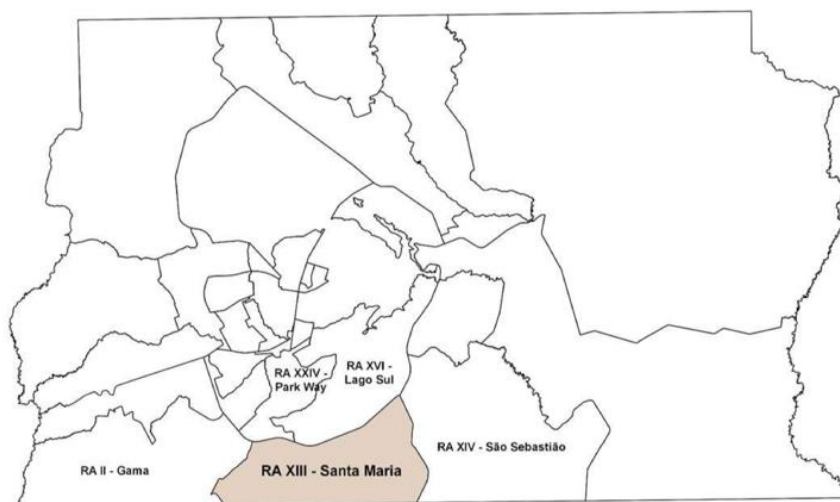 RA XXIV -
Park Way
RA XVI -
Lago Sul
RA XIV - São Sebastião
RA II - Gama
RA XIII - Santa Maria